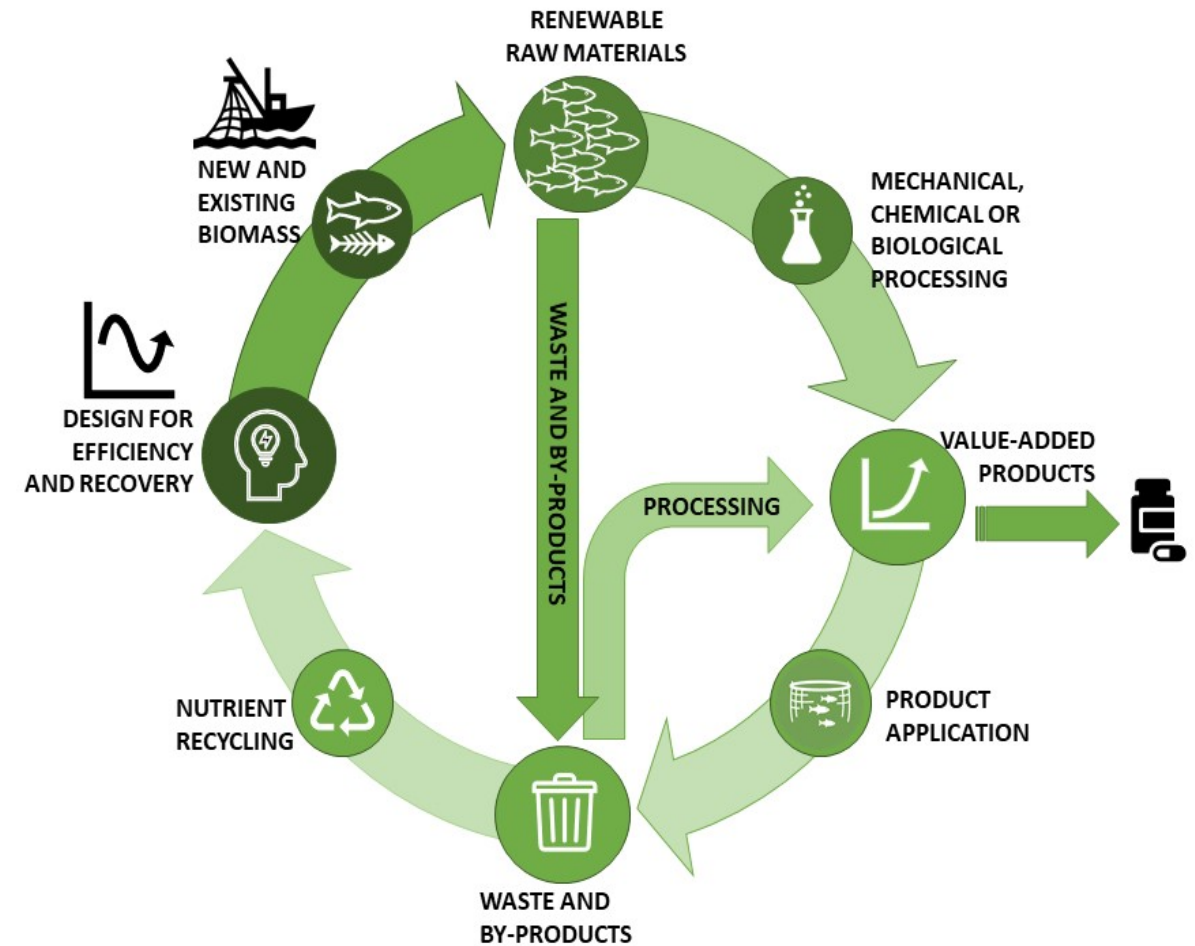 RENEWABLE
RAW MATERIALS
NEW AND
EXISTING
BIOMASS
MECHANICAL,
CHEMICAL OR
BIOLOGICAL
PROCESSING
WASTE AND BY-PRODUCTS
DESIGN FOR
EFFICIENCY
AND RECOVERY
VALUE-ADDED
PRODUCTS
PROCESSING
NUTRIENT
RECYCLING
PRODUCT
APPLICATION
WASTE AND
BY-PRODUCTS